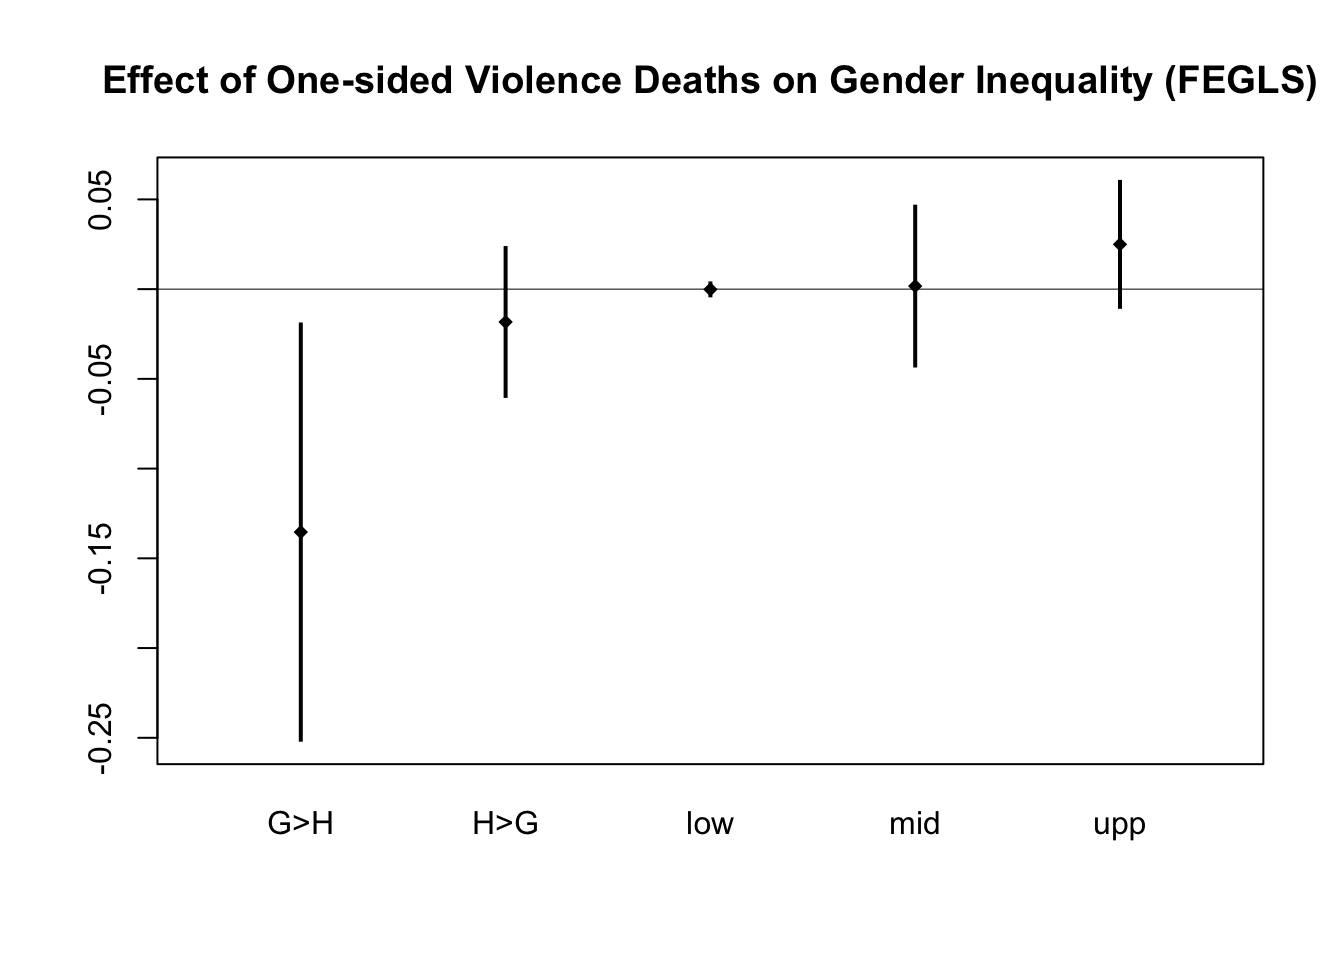 Effect of One-sided Violence Deaths on Gender Inequality (FEGLS)
0.05
-0.05
-0.15
-0.25
G>H H>G low mid upp